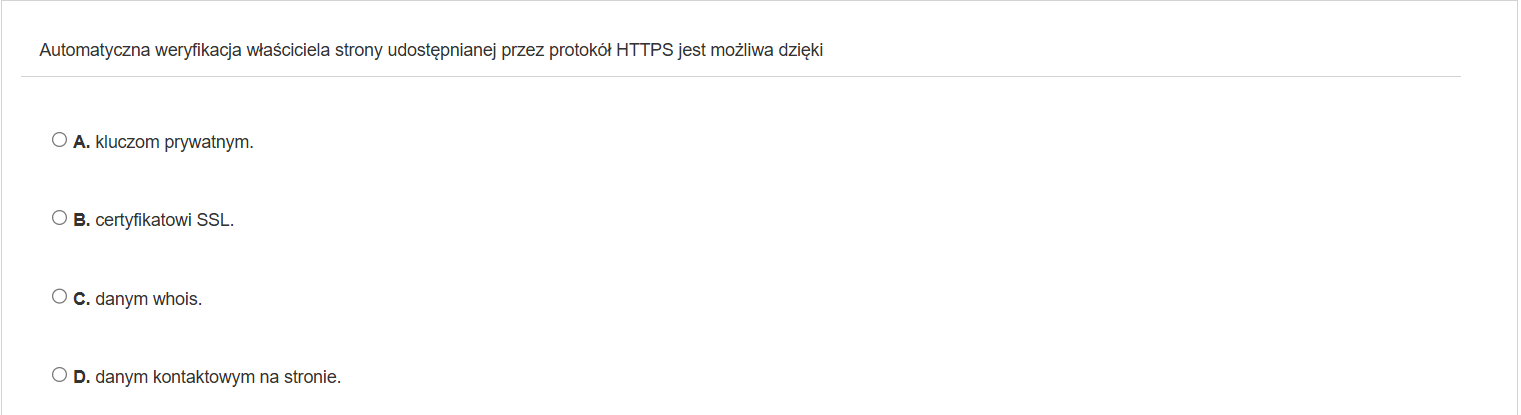 Automatyczna weryfikacja właściciela strony udostępnianej przez protokół HTTPS jest możliwa dzięki
A. kluczom prywatnym.
B. certyfikatowi SSL.
C. danym whois.
D. danym kontaktowym na stronie.